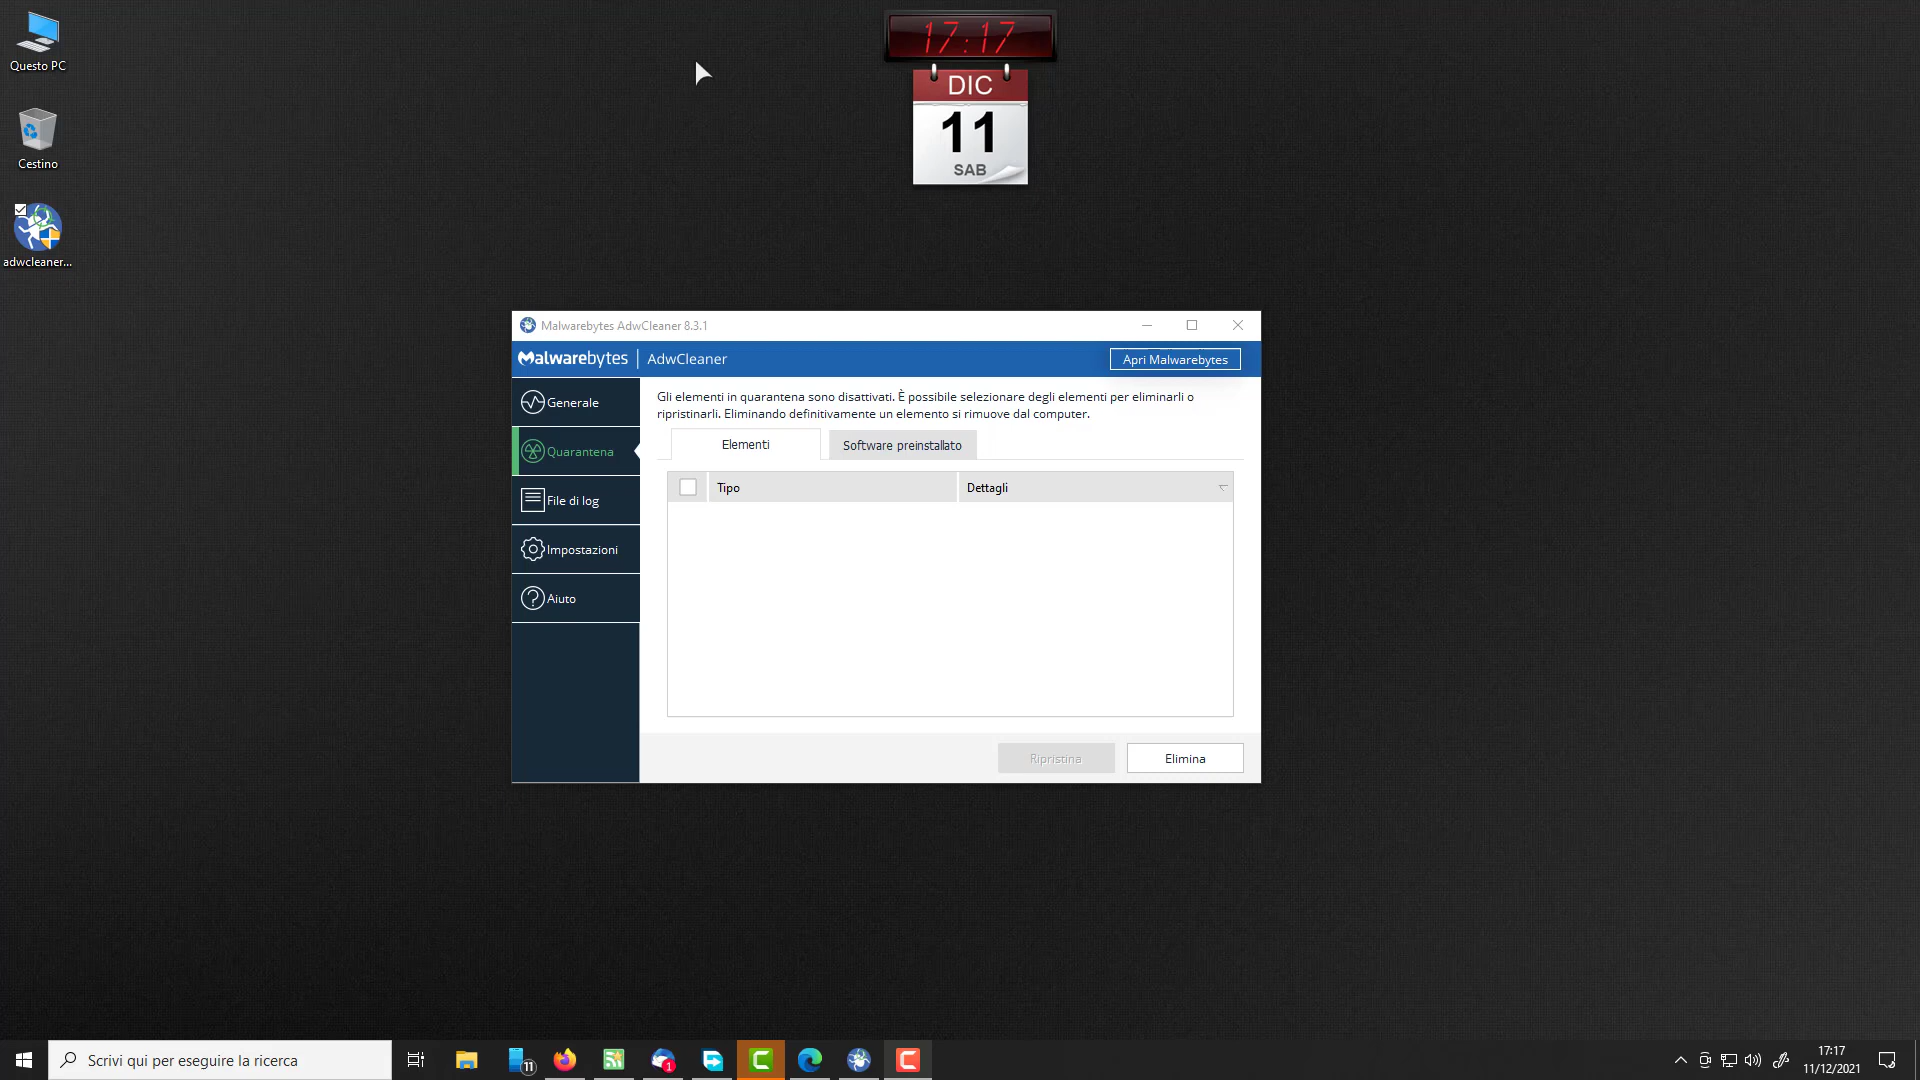 Questo PC
Cestino
adwcleaner...
17:17
DIC
11
SAB
Malwarebytes AdwCleaner 8.3.1
Malwarebytes | AdwCleaner
Apri Malwarebytes
Generale
Quarantena
File di log
Impostazioni
Aiuto
Gli elementi in quarantena sono disattivati. È possibile selezionare degli elementi per eliminarli o
ripristinarli. Eliminando definitivamente un elemento si rimuove dal computer.
Elementi
Software preinstallato
Tipo
Dettagli
Ripristina
Elimina
Scrivi qui per eseguire la ricerca
11
1
17:17
11/12/2021